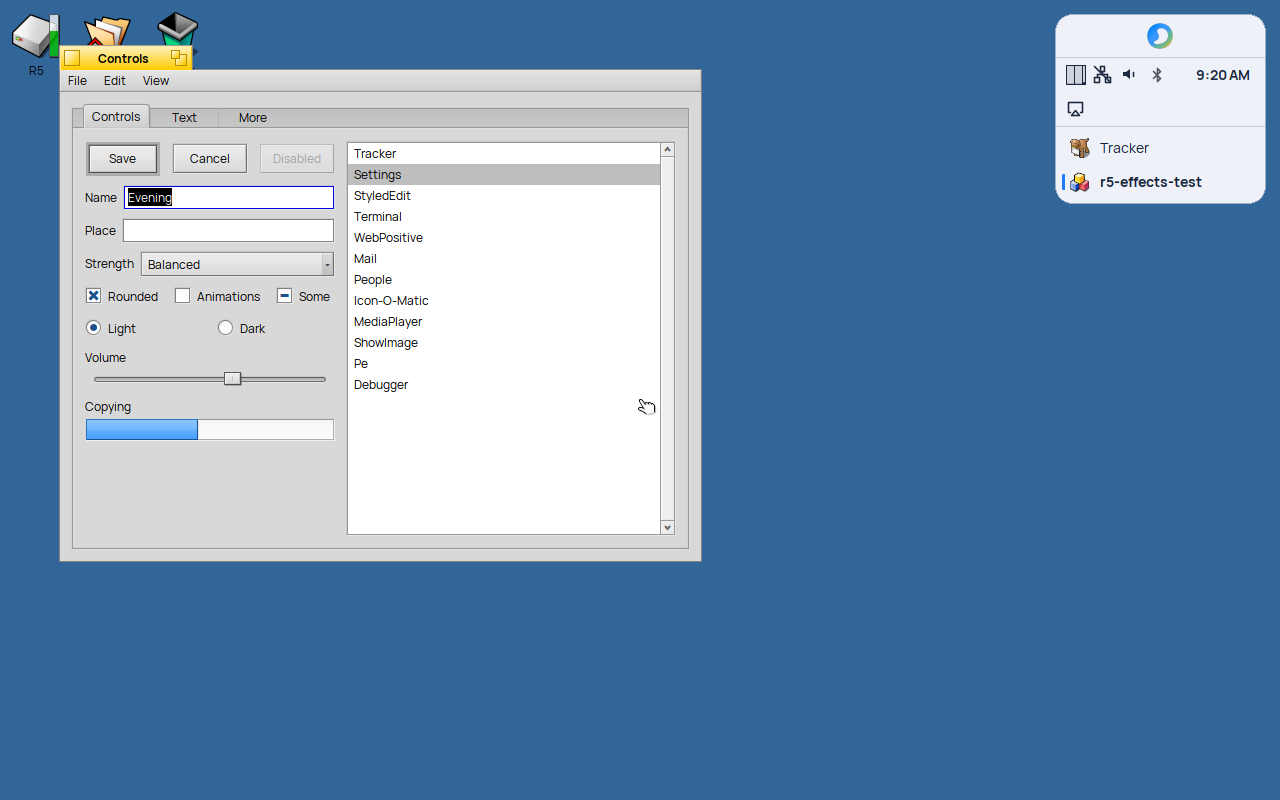 R5
Controls
File Edit View
Controls Text More
Save Cancel Disabled
Name Evening
Place
Strength Balanced
Rounded Animations Some
Light Dark
Volume
Copying
Tracker
Settings
StyledEdit
Terminal
WebPositive
Mail
People
Icon-O-Matic
MediaPlayer
ShowImage
Pe
Debugger
9:20 AM
Tracker
r5-effects-test